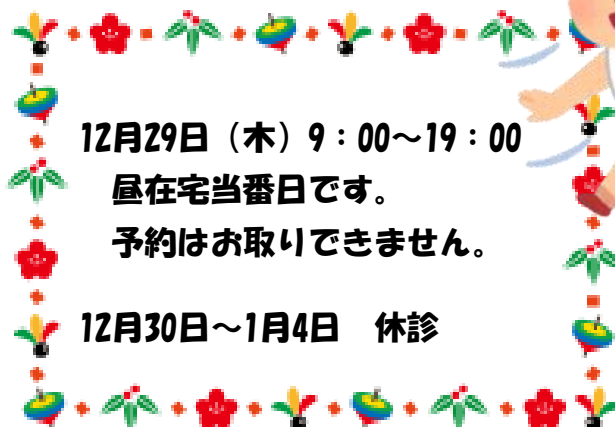 12月29日（木）9：00～19：00
昼在宅当番日です。
予約はお取りできません。
12月30日～1月4日　休診